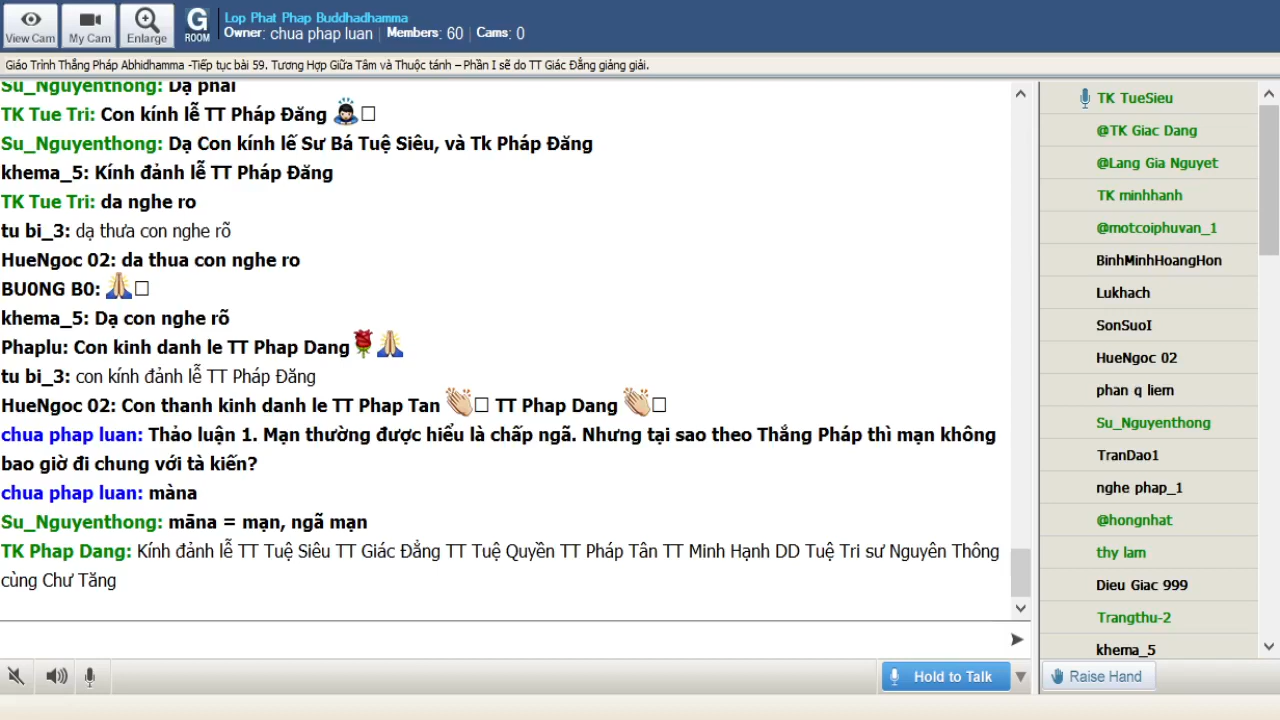 View Cam
My Cam
Enlarge
G
ROOM
Lop Phat Phap Buddhadhamma
Owner: chua phap luan | Members: 60 | Cams: 0
Giáo Trình Thắng Pháp Abhidhamma -Tiếp tục bài 59. Tương Hợp Giữa Tâm và Thuộc tánh – Phần I sẽ do TT Giác Đẳng giảng giải.
Su_Nguyenthong: Dạ phải
TK Tue Tri: Con kính lễ TT Pháp Đăng
Su_Nguyenthong: Dạ Con kính lễ Sư Bá Tuệ Siêu, và Tk Pháp Đăng
khema_5: Kính đảnh lễ TT Pháp Đăng
TK Tue Tri: da nghe ro
tu bi_3: dạ thưa con nghe rõ
HueNgoc 02: da thua con nghe ro
BU0NG B0:
khema_5: Dạ con nghe rõ
Phaplu: Con kinh danh le TT Phap Dang
tu bi_3: con kính đảnh lễ TT Pháp Đăng
HueNgoc 02: Con thanh kinh danh le TT Phap Tan TT Phap Dang
chua phap luan: Thảo luận 1. Mạn thường được hiểu là chấp ngã. Nhưng tại sao theo Thắng Pháp thì mạn không
bao giờ đi chung với tà kiến?
chua phap luan: màna
Su_Nguyenthong: māna = mạn, ngã mạn
TK Phap Dang: Kính đảnh lễ TT Tuệ Siêu TT Giác Đẳng TT Tuệ Quyền TT Pháp Tân TT Minh Hạnh DD Tuệ Tri sư Nguyên Thông
cùng Chư Tăng
TK TueSieu
@TK Giac Dang
@Lang Gia Nguyet
TK minhhanh
@motcoiphuvan_1
BinhMinhHoangHon
Lukhach
SonSuoI
HueNgoc 02
phan q liem
Su_Nguyenthong
TranDao1
nghe phap_1
@hongnhat
thy lam
Dieu Giac 999
Trangthu-2
khema_5
Hold to Talk
Raise Hand